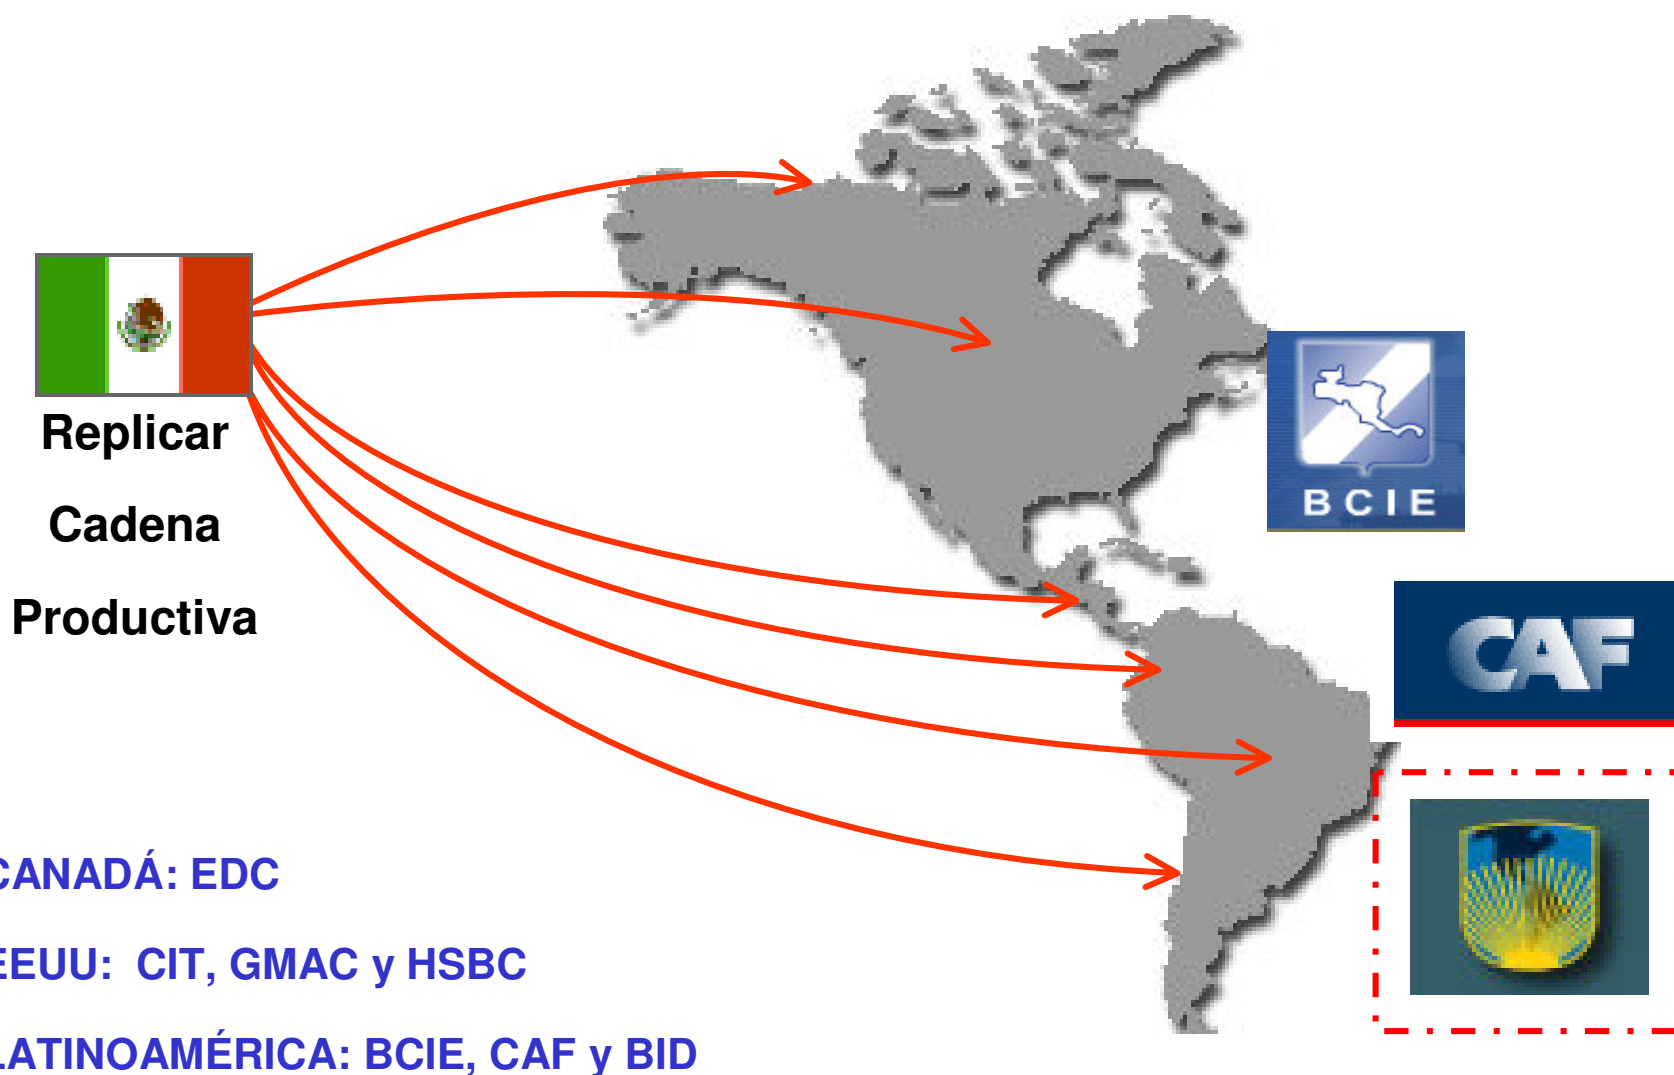 Replicar
Cadena
Productiva
BCIE
CAF
CANADÁ: EDC
EEUU: CIT, GMAC y HSBC
LATINOAMÉRICA: BCIE, CAF y BID